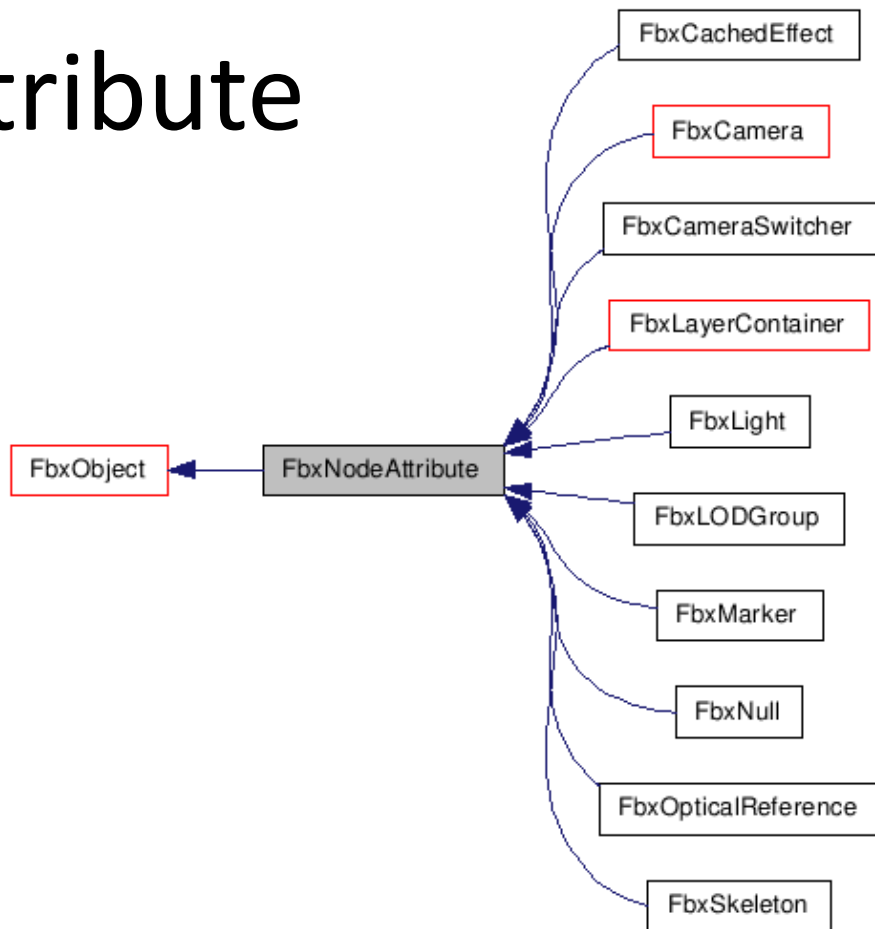 tribute
FbxCachedEffect
FbxCamera
FbxCameraSwitcher
FbxLayerContainer
FbxLight
FbxObject
FbxNodeAttribute
FbxLODGroup
FbxMarker
FbxNull
FbxOpticalReference
FbxSkeleton